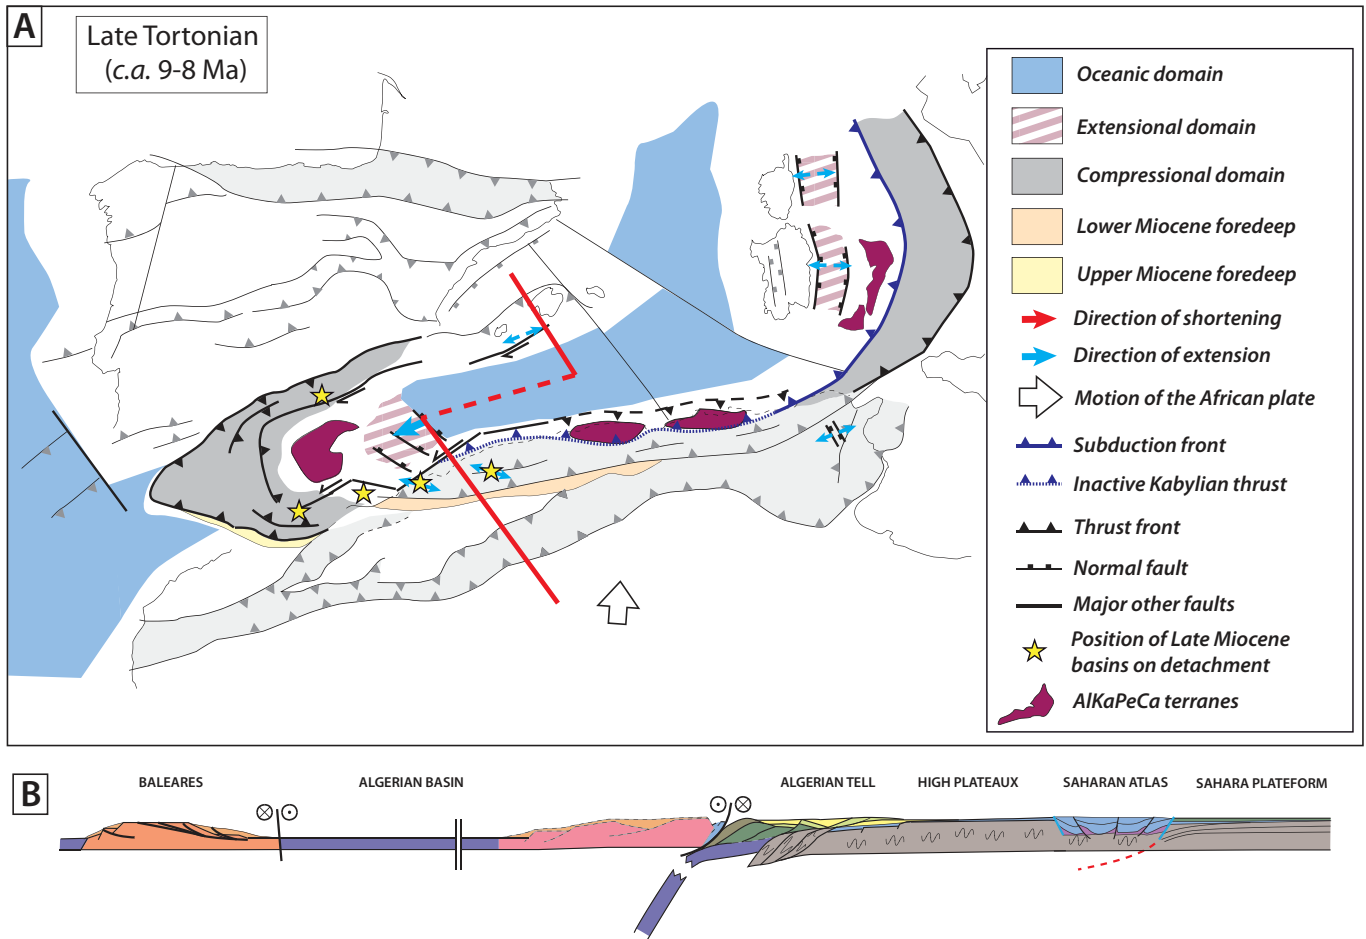 A
Late Tortonian
(c.a. 9-8 Ma)
Oceanic domain
Extensional domain
Compressional domain
Lower Miocene foredeep
Upper Miocene foredeep
Direction of shortening
Direction of extension
Motion of the African plate
Subduction front
Inactive Kabylian thrust
Thrust front
Normal fault
Major other faults
Position of Late Miocene
basins on detachment
AlKaPeCa terranes
B
BALEARES
ALGERIAN BASIN
ALGERIAN TELL
HIGH PLATEAUX
SAHARAN ATLAS
SAHARA PLATEFORM